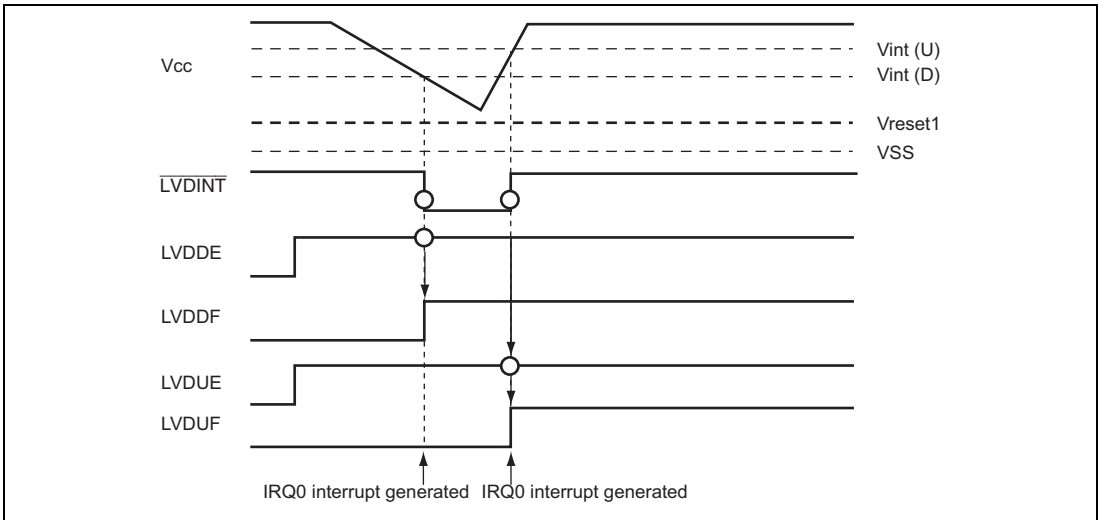 Vcc
Vint (U)
Vint (D)
Vreset1
VSS
LVDINT
LVDDE
LVDDF
LVDUE
LVDUF
IRQ0 interrupt generated IRQ0 interrupt generated